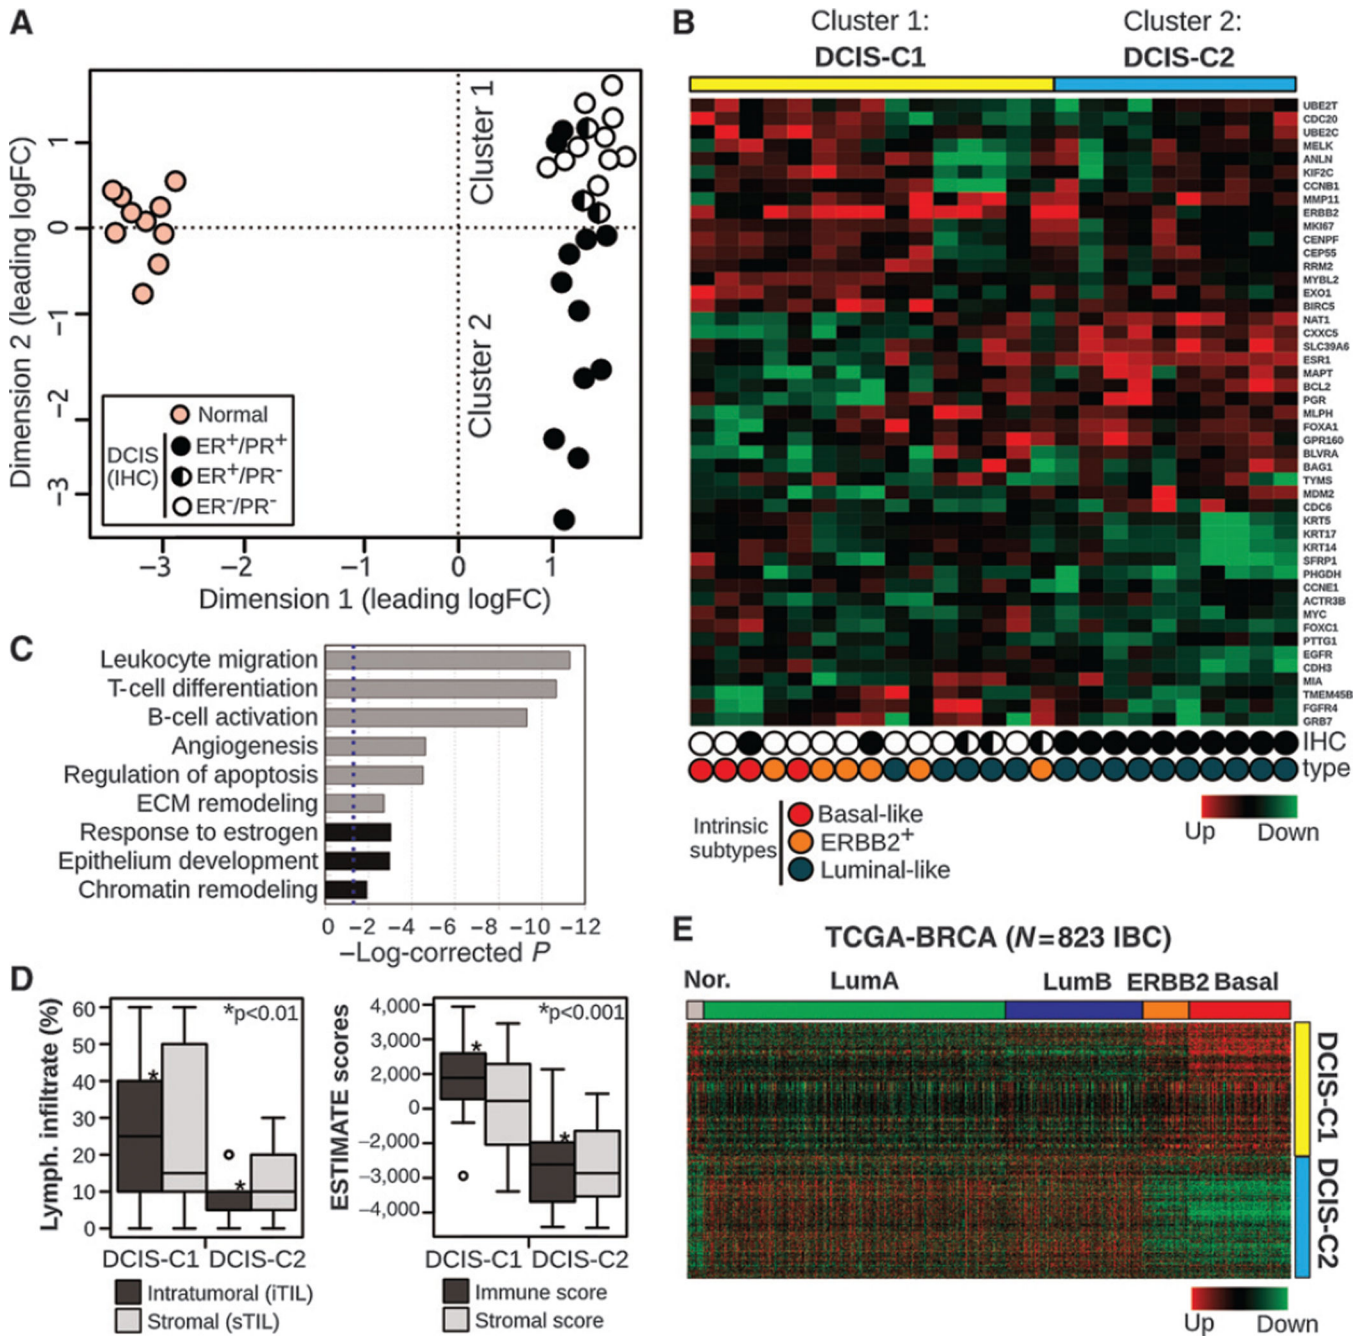 A
Cluster 1
Cluster 2
Dimension 2 (leading logFC)
1
0
−1
−2
−3
Normal
DCIS
(IHC)
ER+/PR+
ER+/PR-
ER-/PR-
−3
−2
−1
0
1
Dimension 1 (leading logFC)
B
Cluster 1:
DCIS-C1
Cluster 2:
DCIS-C2
UBE2T
CDC20
UBE2C
MELK
ANLN
KIF2C
CCNB1
MMP11
ERBB2
MKI67
CENPF
CEP55
RRM2
MYBL2
EXO1
BIRC5
NAT1
CXXC5
SLC39A6
ESR1
MAPT
BCL2
PGR
MLPH
FOXA1
GPR160
BLVRA
BAG1
TYMS
MDM2
CDC6
KRT5
KRT17
KRT14
SFRP1
PHGDH
CCNE1
ACTR3B
MYC
FOXC1
PTTG1
EGFR
CDH3
MIA
TMEM45B
FGFR4
GRB7
IHC
type
Intrinsic
subtypes
Basal-like
ERBB2+
Luminal-like
Up
Down
C
Leukocyte migration
T-cell differentiation
B-cell activation
Angiogenesis
Regulation of apoptosis
ECM remodeling
Response to estrogen
Epithelium development
Chromatin remodeling
0 −2 −4 −6 −8 −10 −12
−Log-corrected P
D
Lymph. infiltrate (%)
60
50
40
30
20
10
0
*p<0.01
*
*
DCIS-C1 DCIS-C2
Intratumoral (iTIL)
Stromal (sTIL)
ESTIMATE scores
4,000
3,000
2,000
0
−2,000
−3,000
−4,000
*p<0.001
*
*
DCIS-C1 DCIS-C2
Immune score
Stromal score
E
TCGA-BRCA (N=823 IBC)
Nor. LumA LumB ERBB2 Basal
DCIS-C1
DCIS-C2
Up
Down